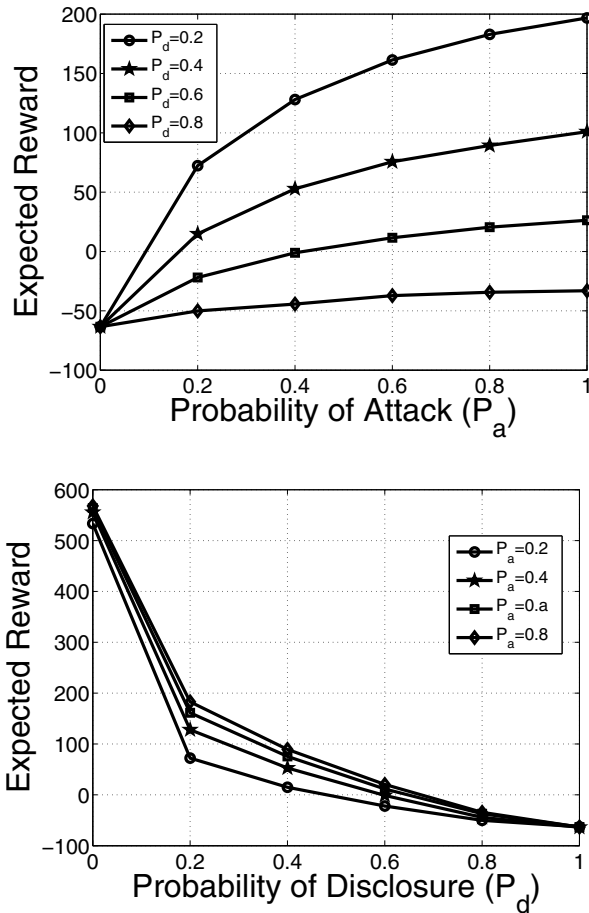 200
150
100
50
0
−50
−100
Expected Reward
P_d=0.2
P_d=0.4
P_d=0.6
P_d=0.8
0 0.2 0.4 0.6 0.8 1
Probability of Attack (P_a)
600
500
400
300
200
100
0
−100
Expected Reward
P_a=0.2
P_a=0.4
P_a=0.a
P_a=0.8
0 0.2 0.4 0.6 0.8 1
Probability of Disclosure (P_d)